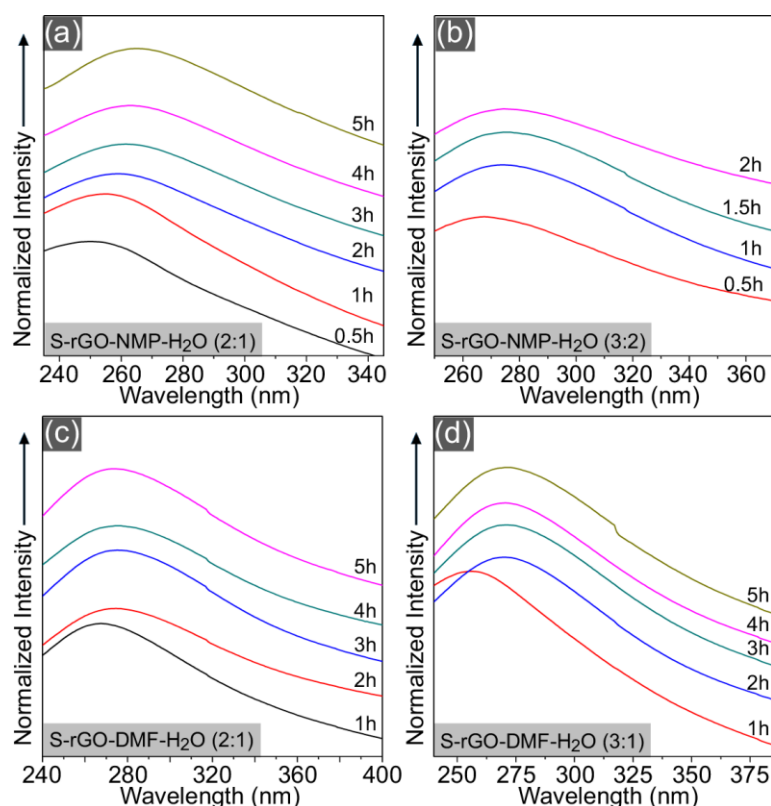 (a)
Normalized Intensity
5h
4h
3h
2h
1h
0.5h
S-rGO-NMP-H₂O (2:1)
240 260 280 300 320 340
Wavelength (nm)
(b)
Normalized Intensity
2h
1.5h
1h
0.5h
S-rGO-NMP-H₂O (3:2)
260 280 300 320 340 360
Wavelength (nm)
(c)
Normalized Intensity
5h
4h
3h
2h
1h
S-rGO-DMF-H₂O (2:1)
240 280 320 360 400
Wavelength (nm)
(d)
Normalized Intensity
5h
4h
3h
2h
1h
S-rGO-DMF-H₂O (3:1)
250 275 300 325 350 375
Wavelength (nm)